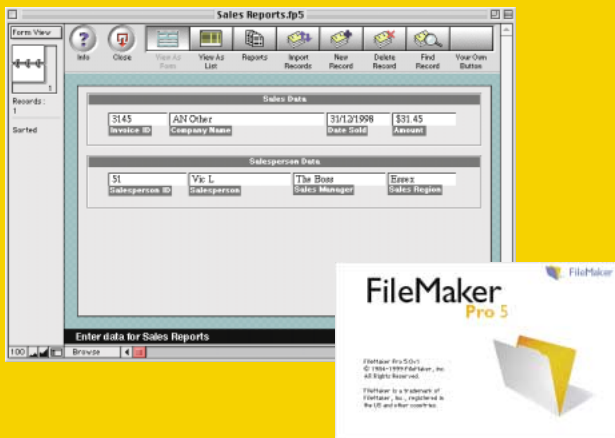 Sales Reports.fp5
Form View
Info Close View As Form View As List Reports Import Records New Record Delete Record Find Record Your Own Button
1
Records:
1
Sorted
Sales Data
3145 AN Other 31/12/1998 $31.45
Invoice ID Company Name Date Sold Amount
Salesperson Data
51 Vic L The Boss Essex
Salesperson ID Salesperson Sales Manager Sales Region
Enter data for Sales Reports
100 Browse
FileMaker
FileMaker
Pro 5
FileMaker Pro 5.0v1
© 1984-1999 FileMaker, Inc.
All Rights Reserved.
FileMaker is a trademark of
FileMaker, Inc., registered in
the US and other countries.